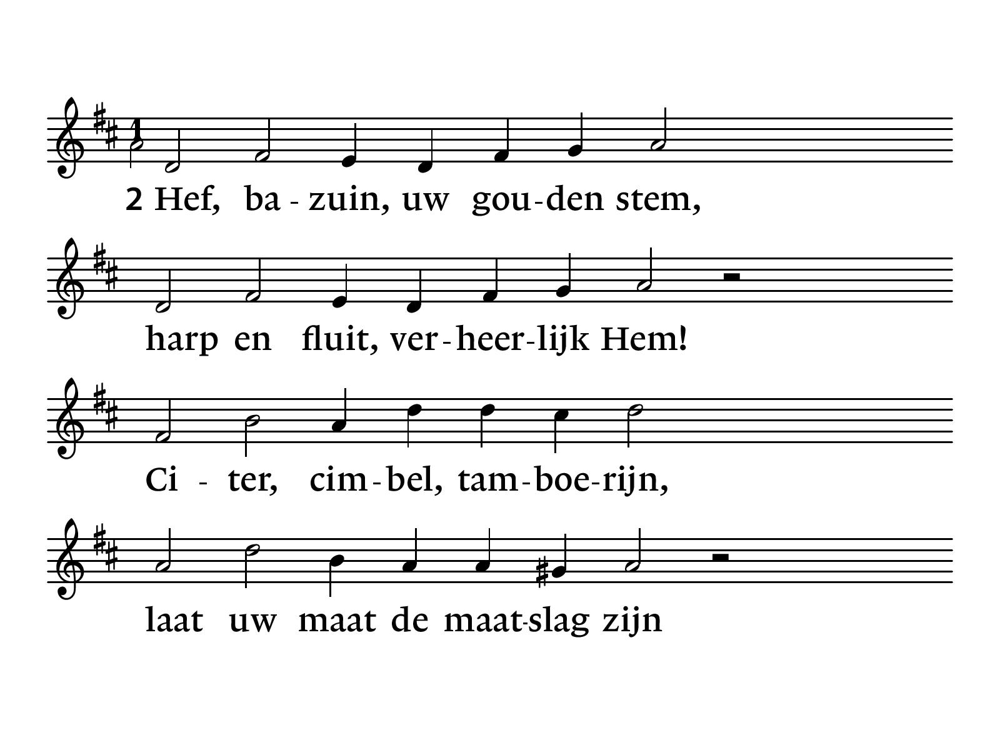 1
2 Hef, ba - zuin, uw gou-den stem,
harp en fluit, ver-heer-lijk Hem!
Ci - ter, cim-bel, tam-boe-rijn,
laat uw maat de maat-slag zijn